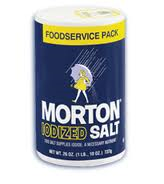 FOODSERVICE PACK
MORTON
IODIZED SALT
THIS SALT SUPPLIES IODIDE, A NECESSARY NUTRIENT
NET WT. 26 OZ. (1 LB., 10 OZ.) 737g